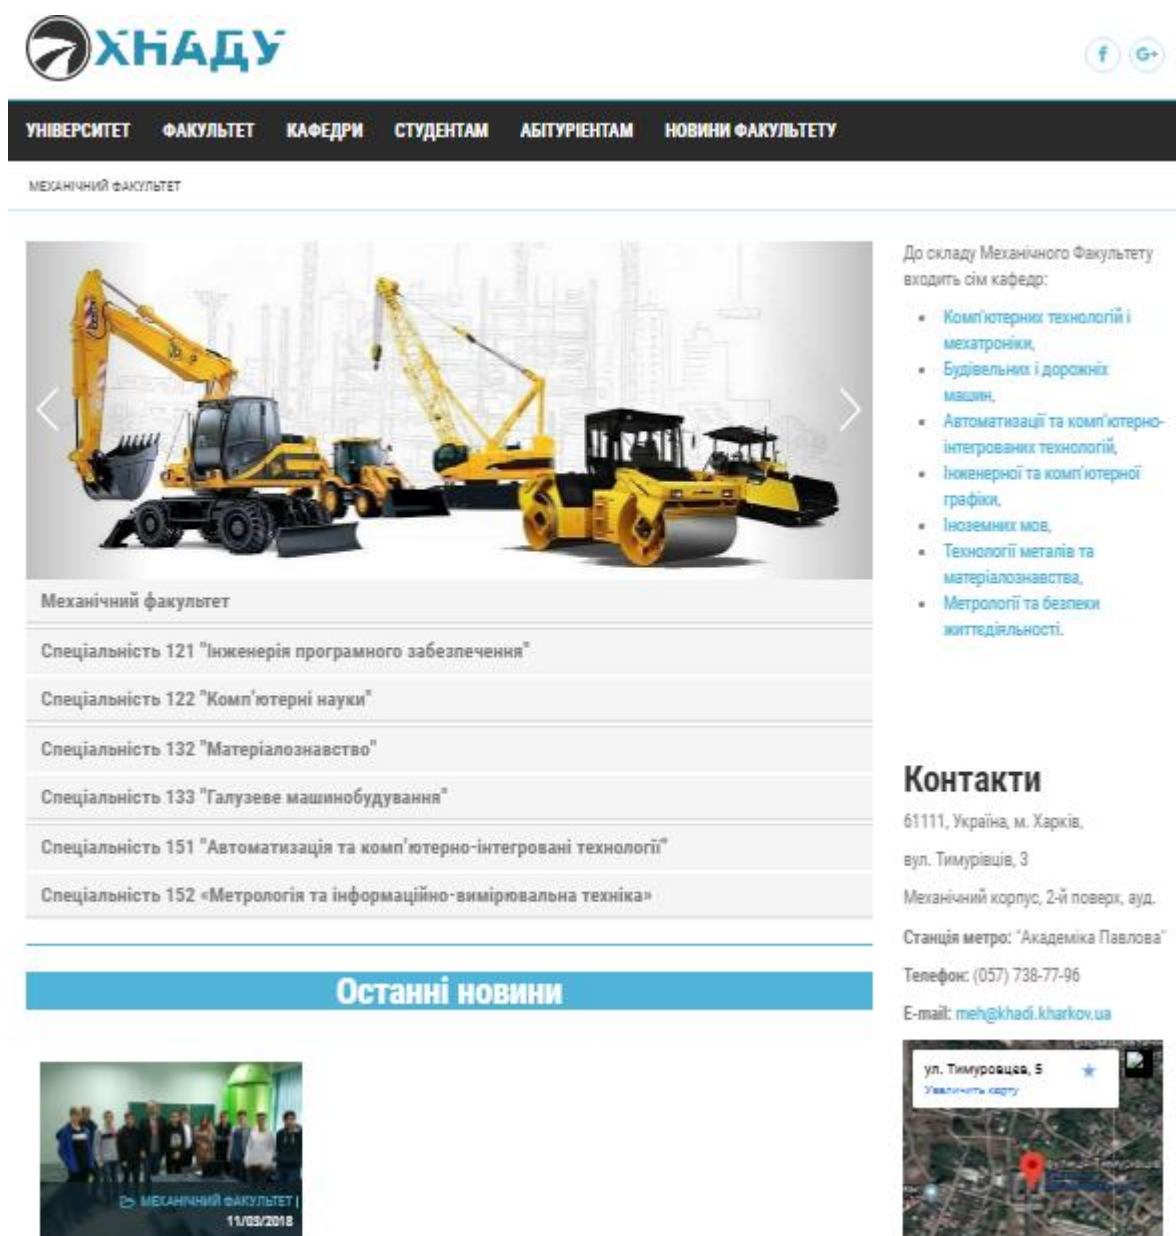 ХНАДУ
f G+
УНІВЕРСИТЕТ ФАКУЛЬТЕТ КАФЕДРИ СТУДЕНТАМ АБІТУРІЄНТАМ НОВИНИ ФАКУЛЬТЕТУ
МЕХАНІЧНИЙ ФАКУЛЬТЕТ
Механічний факультет
Спеціальність 121 "Інженерія програмного забезпечення"
Спеціальність 122 "Комп'ютерні науки"
Спеціальність 132 "Матеріалознавство"
Спеціальність 133 "Галузеве машинобудування"
Спеціальність 151 "Автоматизація та комп'ютерно-інтегровані технології"
Спеціальність 152 «Метрологія та інформаційно-вимірювальна техніка»
Останні новини
МЕХАНІЧНИЙ ФАКУЛЬТЕТ |
11/03/2018
До складу Механічного Факультету
входить сім кафедр:
Комп'ютерних технологій і
мехатроніки,
Будівельних і дорожніх
машин,
Автоматизації та комп'ютерно-
інтегрованих технологій,
Інженерної та комп'ютерної
графіки,
Іноземних мов,
Технології металів та
матеріалознавства,
Метрології та безпеки
життєдіяльності.
Контакти
61111, Україна, м. Харків,
вул. Тимурівців, 3
Механічний корпус, 2-й поверх, ауд.
Станція метро: "Академіка Павлова"
Телефон: (057) 738-77-96
E-mail: meh@khadi.kharkov.ua
ул. Тимуровцев, 5
Увеличить карту